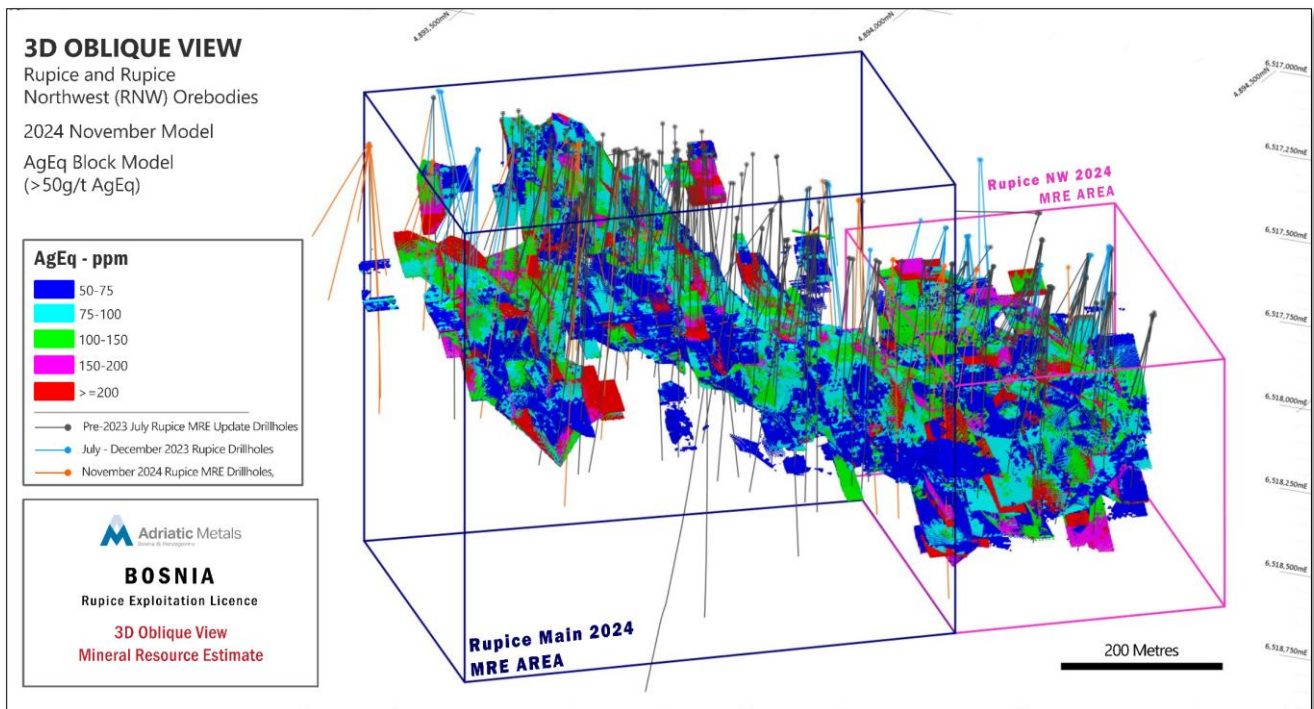 3D OBLIQUE VIEW
Rupice and Rupice
Northwest (RNW) Orebodies
2024 November Model
AgEq Block Model
(>50g/t AgEq)
AgEq - ppm
50-75
75-100
100-150
150-200
>=200
Pre-2023 July Rupice MRE Update Drillholes
July - December 2023 Rupice Drillholes
November 2024 Rupice MRE Drillholes,
Adriatic Metals
Bosnia & Herzegovina
BOSNIA
Rupice Exploitation Licence
3D Oblique View
Mineral Resource Estimate
4,893,500mN
4,894,000mN
4,894,500mN
6,517,000mE
6,517,250mE
6,517,500mE
6,517,750mE
6,518,000mE
6,518,250mE
6,518,500mE
6,518,750mE
Rupice NW 2024
MRE AREA
Rupice Main 2024
MRE AREA
200 Metres